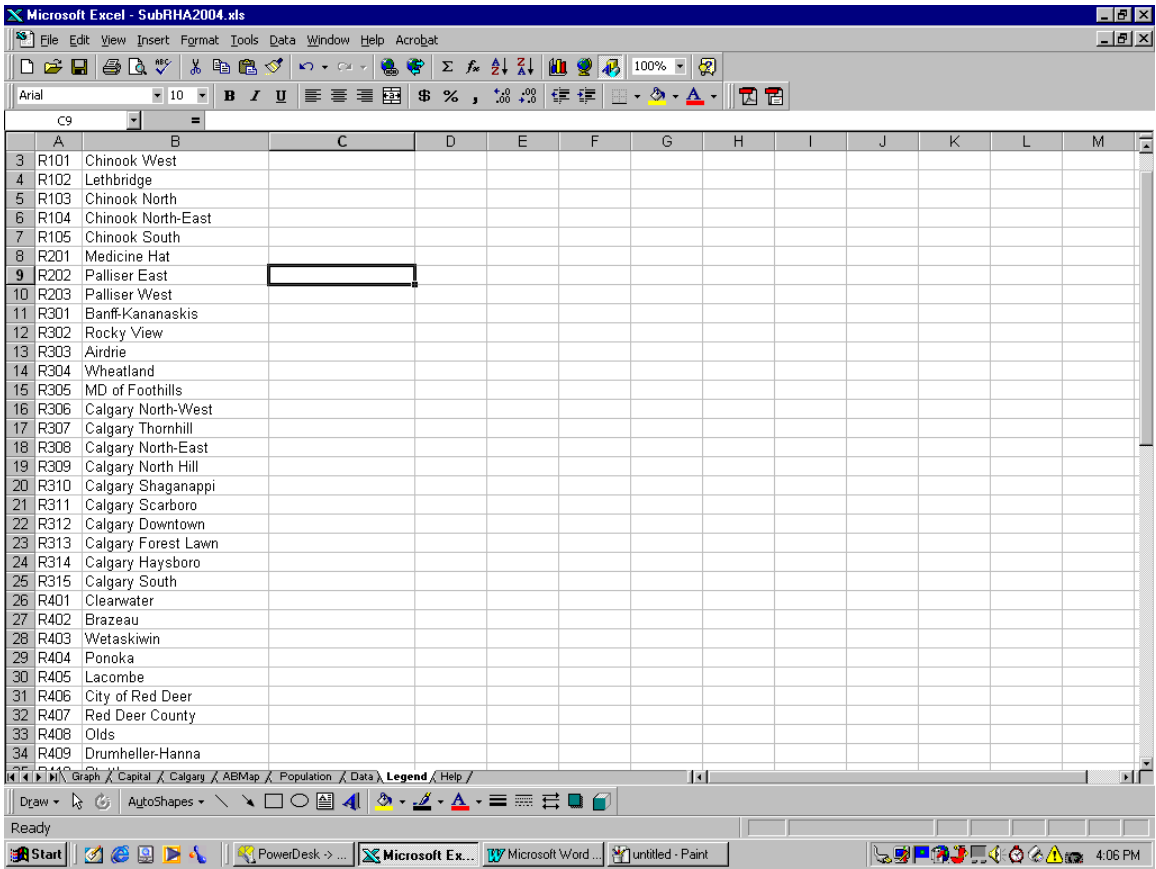 Microsoft Excel - SubRHA2004.xls
File Edit View Insert Format Tools Data Window Help Acrobat
100%
Arial 10 B I U $ % ,
C9 =
A B C D E F G H I J K L M
3 R101 Chinook West
4 R102 Lethbridge
5 R103 Chinook North
6 R104 Chinook North-East
7 R105 Chinook South
8 R201 Medicine Hat
9 R202 Palliser East
10 R203 Palliser West
11 R301 Banff-Kananaskis
12 R302 Rocky View
13 R303 Airdrie
14 R304 Wheatland
15 R305 MD of Foothills
16 R306 Calgary North-West
17 R307 Calgary Thornhill
18 R308 Calgary North-East
19 R309 Calgary North Hill
20 R310 Calgary Shaganappi
21 R311 Calgary Scarboro
22 R312 Calgary Downtown
23 R313 Calgary Forest Lawn
24 R314 Calgary Haysboro
25 R315 Calgary South
26 R401 Clearwater
27 R402 Brazeau
28 R403 Wetaskiwin
29 R404 Ponoka
30 R405 Lacombe
31 R406 City of Red Deer
32 R407 Red Deer County
33 R408 Olds
34 R409 Drumheller-Hanna
Graph Capital Calgary ABMap Population Data Legend Help
Draw AutoShapes
Ready
Start PowerDesk -> ... Microsoft Ex... Microsoft Word ... untitled - Paint 4:06 PM